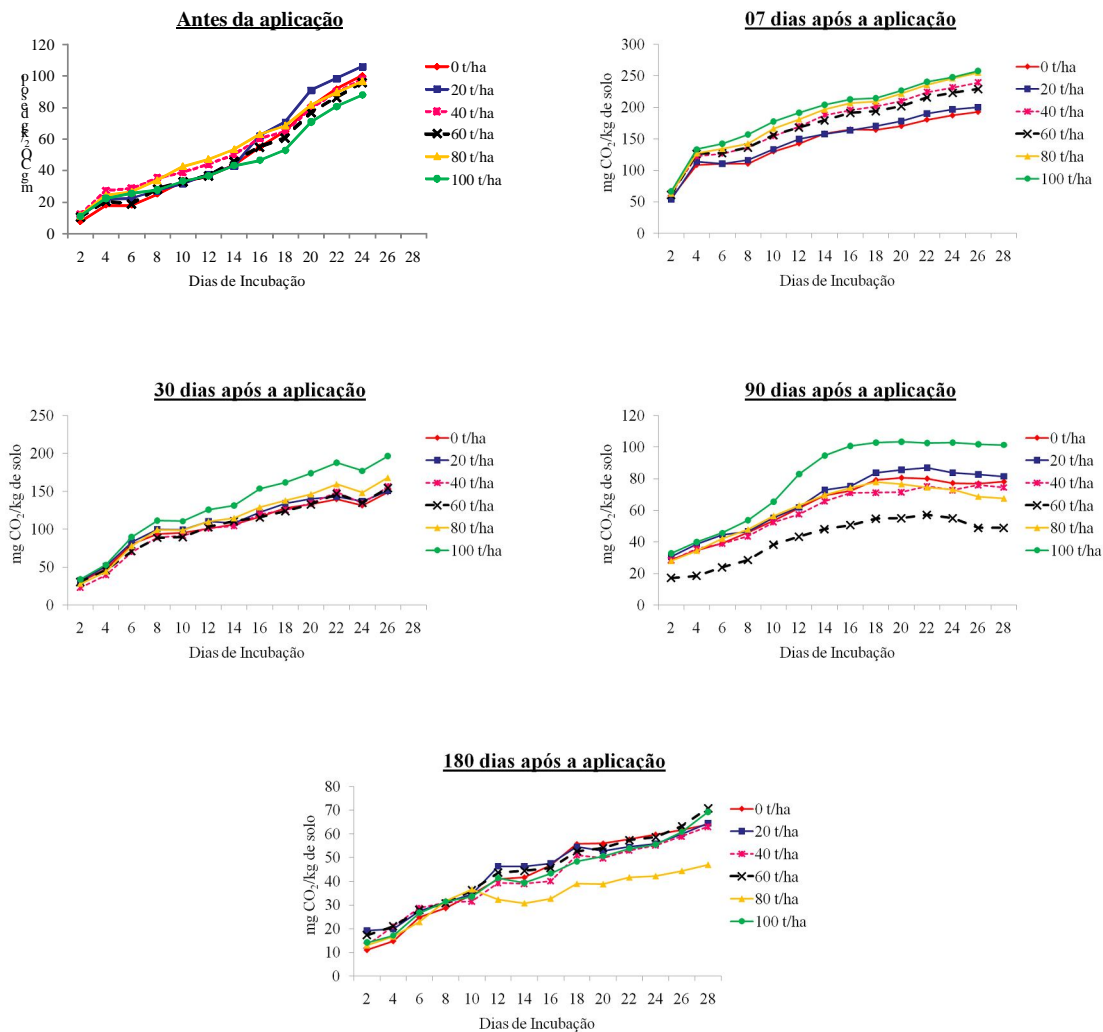 Antes da aplicação
120
100
80
60
40
20
0
2 4 6 8 10 12 14 16 18 20 22 24 26 28
Dias de Incubação
0 t/ha
20 t/ha
40 t/ha
60 t/ha
80 t/ha
100 t/ha
07 dias após a aplicação
mg CO₂/kg de solo
300
250
200
150
100
50
0
2 4 6 8 10 12 14 16 18 20 22 24 26 28
Dias de Incubação
0 t/ha
20 t/ha
40 t/ha
60 t/ha
80 t/ha
100 t/ha
30 dias após a aplicação
mg CO₂/kg de solo
250
200
150
100
50
0
2 4 6 8 10 12 14 16 18 20 22 24 26 28
Dias de Incubação
0 t/ha
20 t/ha
40 t/ha
60 t/ha
80 t/ha
100 t/ha
90 dias após a aplicação
mg CO₂/kg de solo
120
100
80
60
40
20
0
2 4 6 8 10 12 14 16 18 20 22 24 26 28
Dias de Incubação
0 t/ha
20 t/ha
40 t/ha
60 t/ha
80 t/ha
100 t/ha
180 dias após a aplicação
mg CO₂/kg de solo
80
70
60
50
40
30
20
10
0
2 4 6 8 10 12 14 16 18 20 22 24 26 28
Dias de Incubação
0 t/ha
20 t/ha
40 t/ha
60 t/ha
80 t/ha
100 t/ha